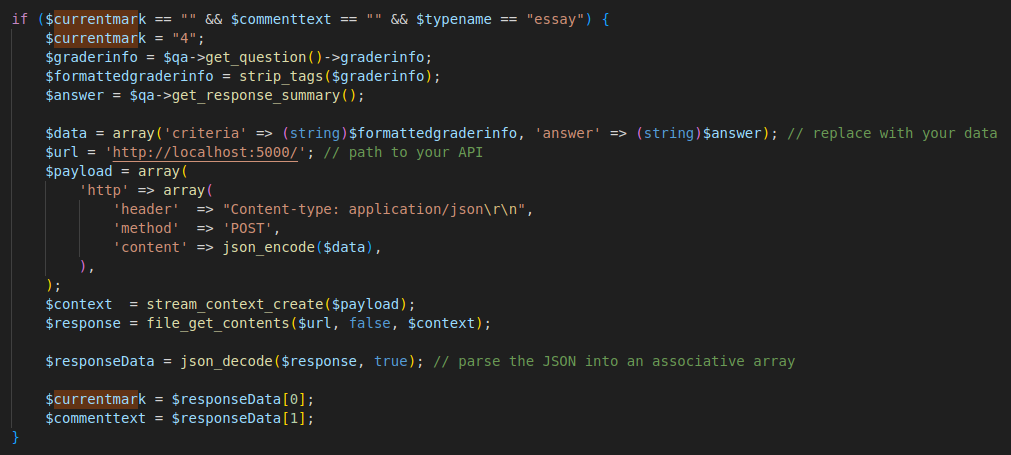 if ($currentmark == "" && $commenttext == "" && $typename == "essay") {
    $currentmark = "4";
    $graderinfo = $qa->get_question()->graderinfo;
    $formattedgraderinfo = strip_tags($graderinfo);
    $answer = $qa->get_response_summary();

    $data = array('criteria' => (string)$formattedgraderinfo, 'answer' => (string)$answer); // replace with your data
    $url = 'http://localhost:5000/'; // path to your API
    $payload = array(
        'http' => array(
            'header'  => "Content-type: application/json\r\n",
            'method'  => 'POST',
            'content' => json_encode($data),
        ),
    );
    $context  = stream_context_create($payload);
    $response = file_get_contents($url, false, $context);

    $responseData = json_decode($response, true); // parse the JSON into an associative array

    $currentmark = $responseData[0];
    $commenttext = $responseData[1];
}